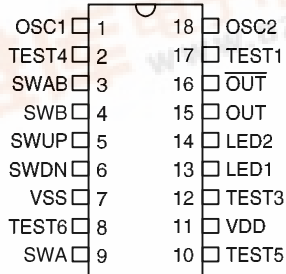 OSC1 1 18 OSC2
TEST4 2 17 TEST1
SWAB 3 16 O̅U̅T̅
SWB 4 15 OUT
SWUP 5 14 LED2
SWDN 6 13 LED1
VSS 7 12 TEST3
TEST6 8 11 VDD
SWA 9 10 TEST5